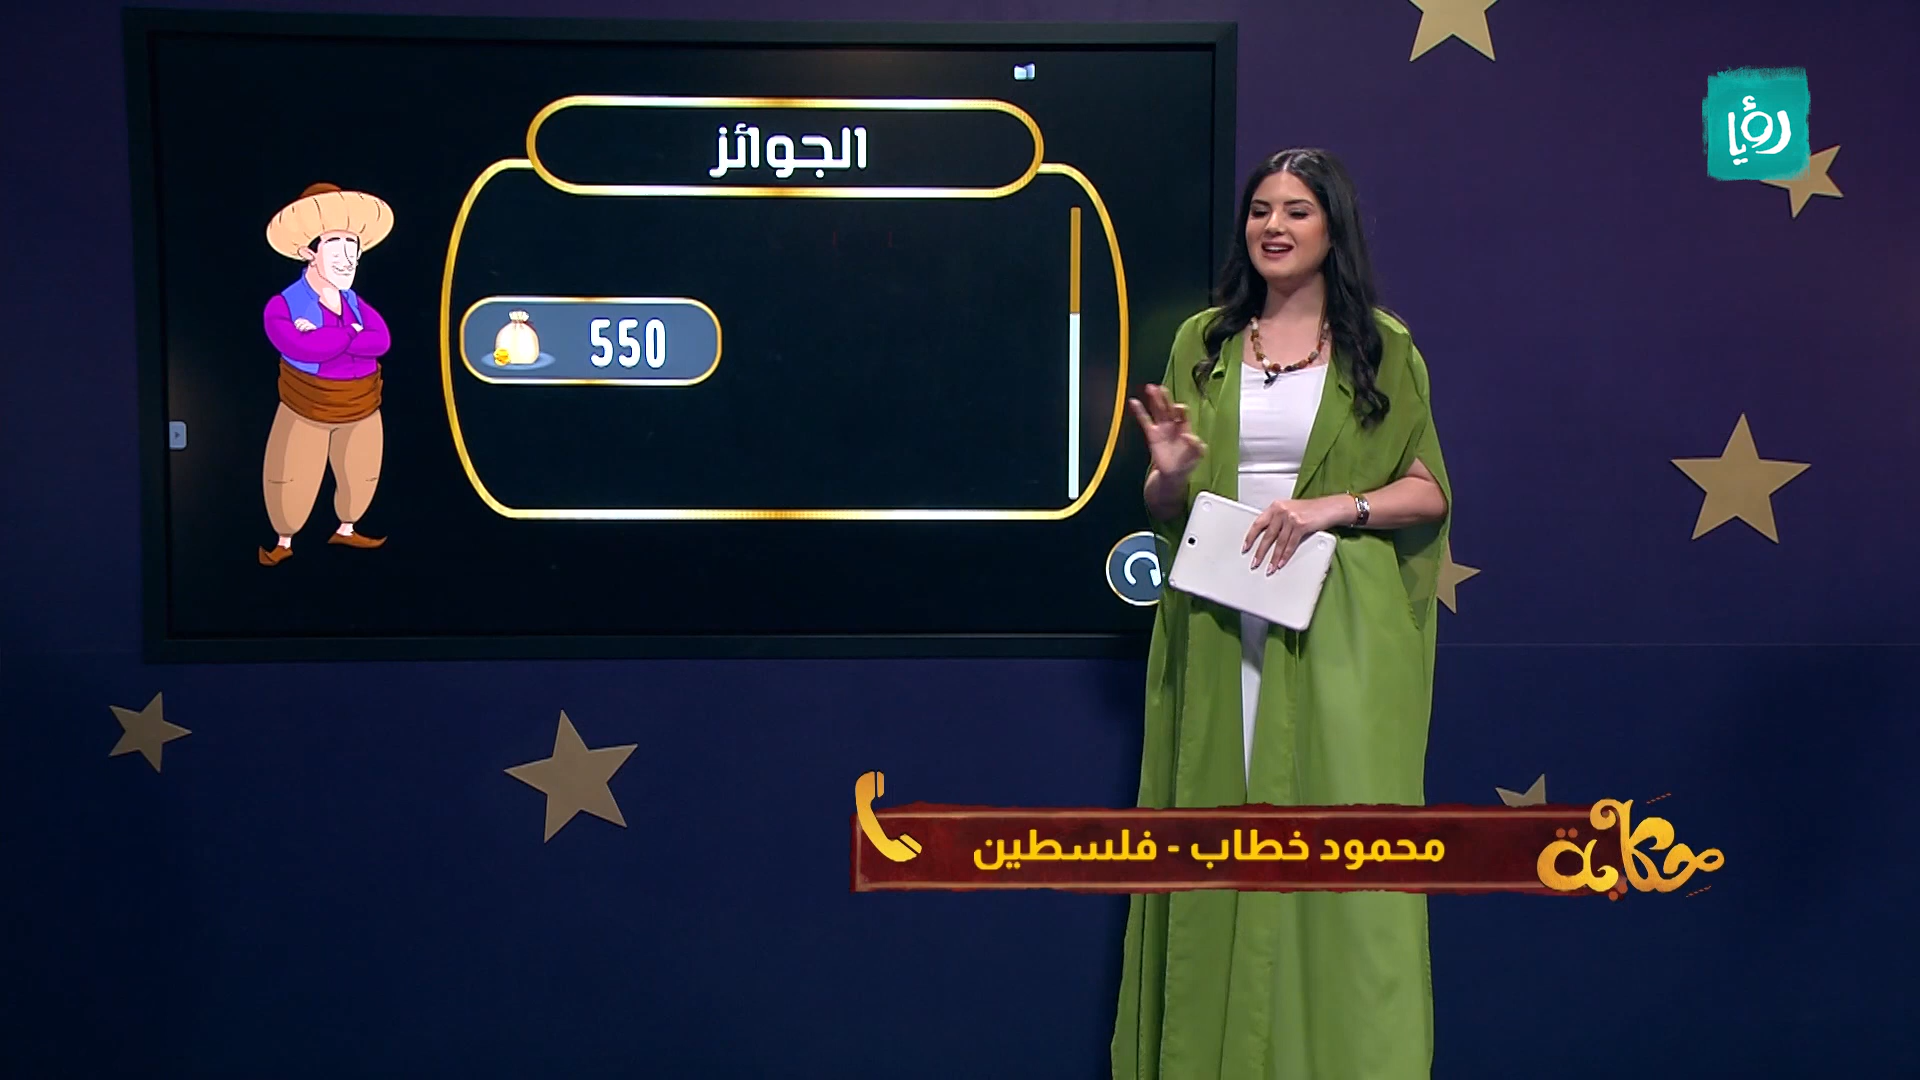 رؤيا
الجوائز
550
محمود خطاب - فلسطين
حكاية